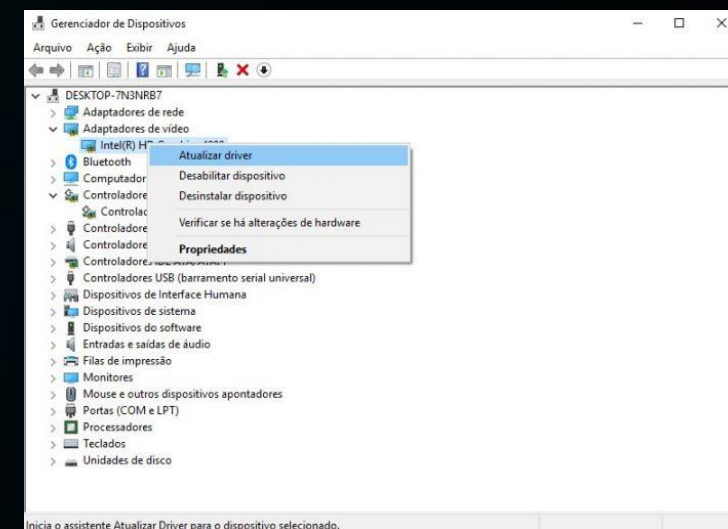 Gerenciador de Dispositivos
Arquivo Ação Exibir Ajuda
DESKTOP-7N3NRB7
Adaptadores de rede
Adaptadores de vídeo
Intel(R)
Atualizar driver
Bluetooth
Desabilitar dispositivo
Computador
Desinstalar dispositivo
Controladore
Controlac
Verificar se há alterações de hardware
Controladore
Controladore
Propriedades
Controladore
Controladores USB (barramento serial universal)
Dispositivos de Interface Humana
Dispositivos de sistema
Dispositivos do software
Entradas e saídas de áudio
Filas de impressão
Monitores
Mouse e outros dispositivos apontadores
Portas (COM e LPT)
Processadores
Teclados
Unidades de disco
Inicia o assistente Atualizar Driver para o dispositivo selecionado.